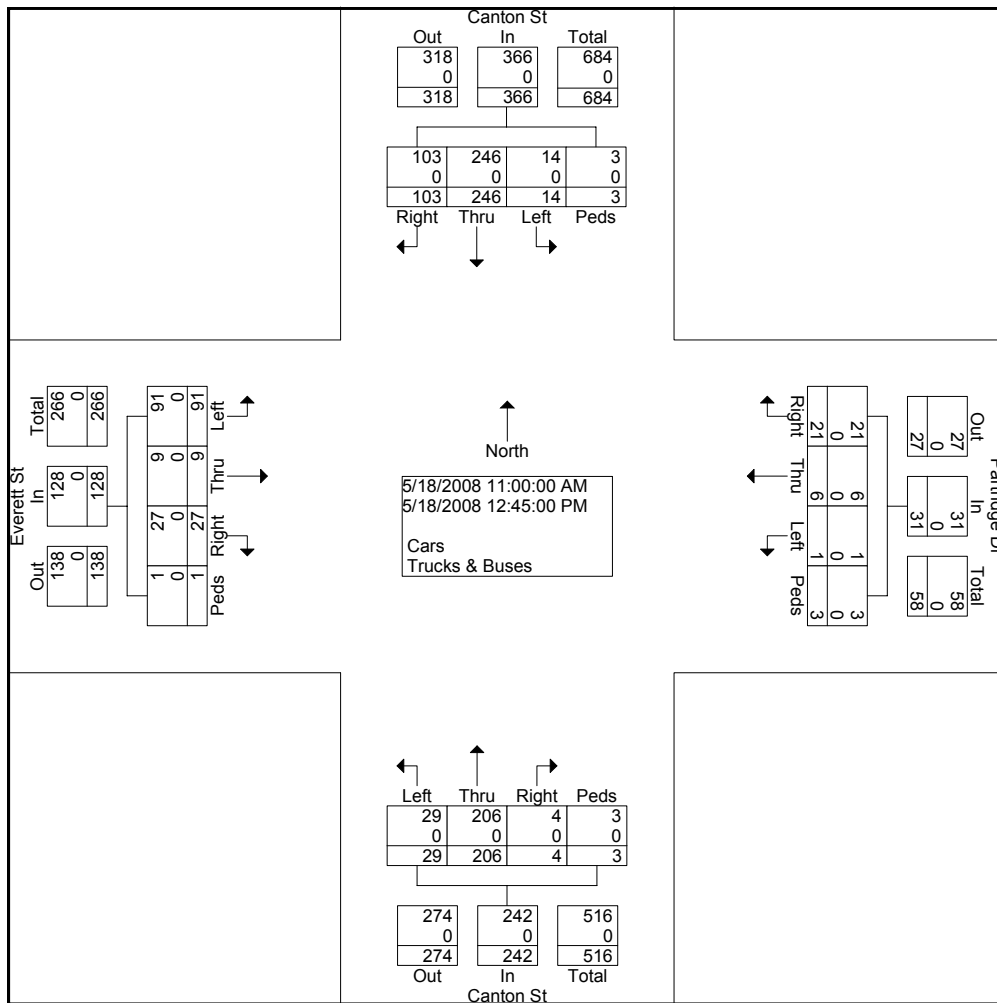 Canton St
Out In Total
318 366 684
0 0 0
318 366 684
103 246 14 3
0 0 0 0
103 246 14 3
Right Thru Left Peds
Everett St
Total In Out
266 128 138
0 0 0
266 128 138
91 9 27 1
0 0 0 0
91 9 27 1
Left Thru Right Peds
North
5/18/2008 11:00:00 AM
5/18/2008 12:45:00 PM
Cars
Trucks & Buses
Right Thru Left Peds
21 6 1 3
0 0 0 0
21 6 1 3
Out In Total
27 31 58
0 0 0
27 31 58
Left Thru Right Peds
29 206 4 3
0 0 0 0
29 206 4 3
274 242 516
0 0 0
274 242 516
Out In Total
Canton St